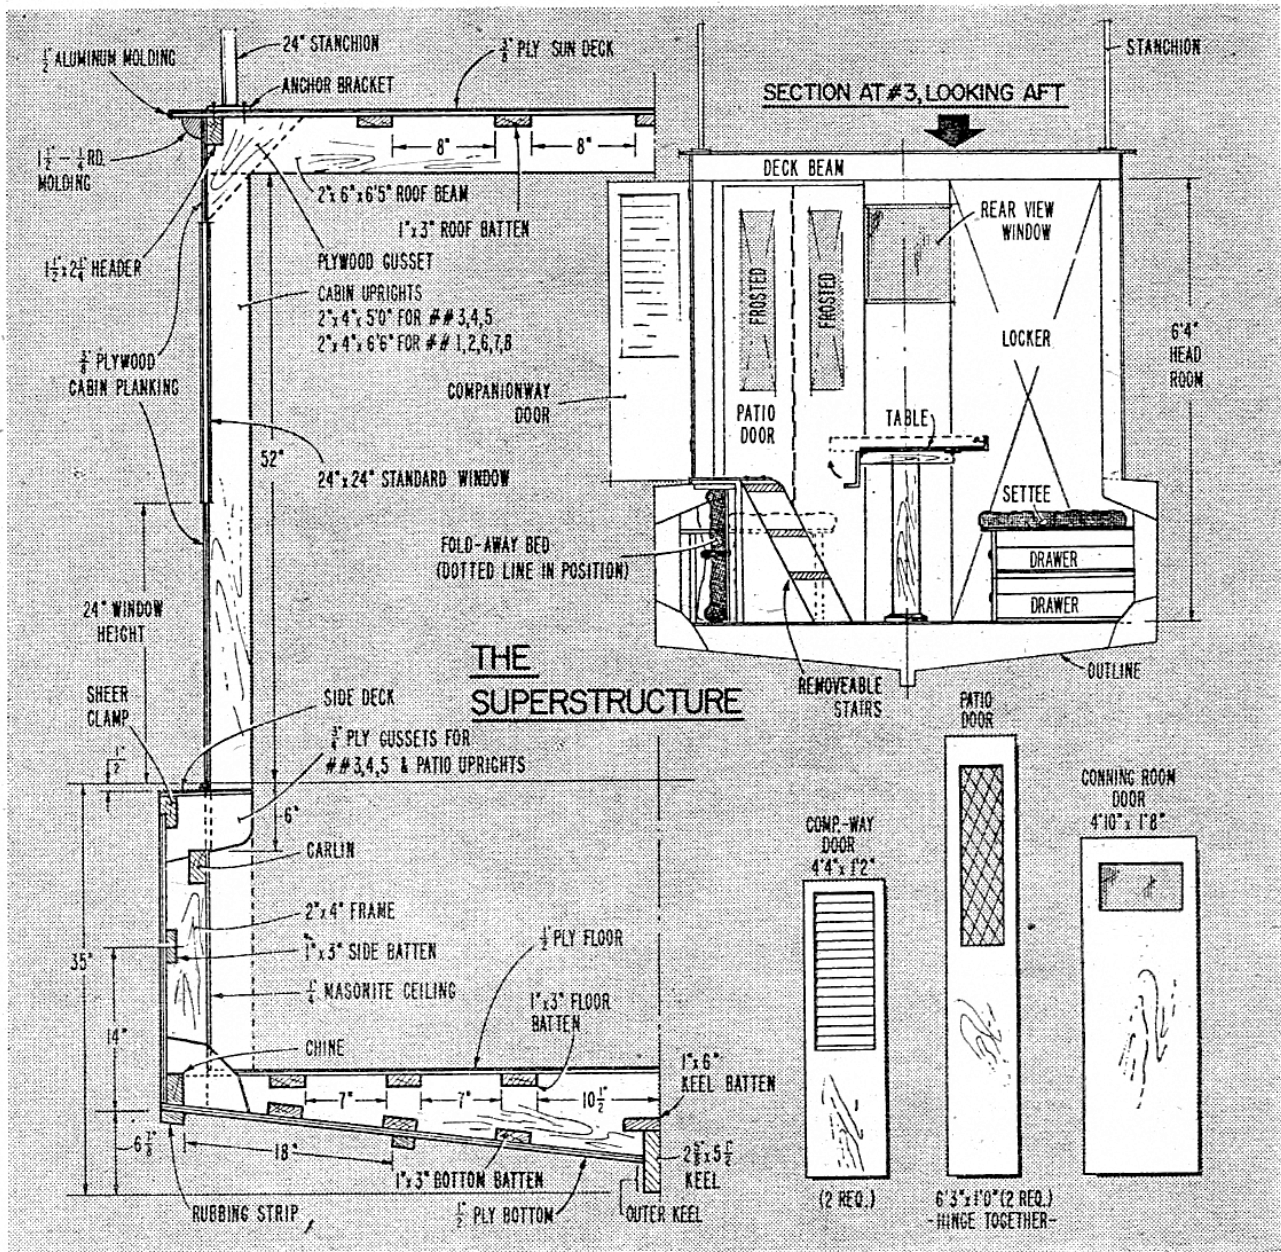 1/2" ALUMINUM MOLDING
24" STANCHION
3/8" PLY SUN DECK
ANCHOR BRACKET
1 1/2" - 1/4 RD.
MOLDING
8"
8"
2"x 6"x 6'5" ROOF BEAM
1"x3" ROOF BATTEN
PLYWOOD GUSSET
1 1/2" x 2 1/4" HEADER
CABIN UPRIGHTS
2"x 4"x 5'0" FOR ## 3,4,5
2"x 4"x 6'6" FOR ## 1,2,6,7,8
3/8" PLYWOOD
CABIN PLANKING
52"
24"x 24" STANDARD WINDOW
24" WINDOW
HEIGHT
SHEER
CLAMP
SIDE DECK
3/4" PLY GUSSETS FOR
## 3,4,5 & PATIO UPRIGHTS
1/2"
6"
CARLIN
2"x 4" FRAME
1"x 3" SIDE BATTEN
35"
1/4" MASONITE CEILING
1/2" PLY FLOOR
1"x3" FLOOR
BATTEN
14"
CHINE
1"x 6"
KEEL BATTEN
7"
7"
10 1/2"
6 7/8"
18"
1"x 3" BOTTOM BATTEN
KEEL
RUBBING STRIP
1/2" PLY BOTTOM
OUTER KEEL
THE
SUPERSTRUCTURE
STANCHION
SECTION AT #3, LOOKING AFT
DECK BEAM
REAR VIEW
WINDOW
FROSTED
FROSTED
LOCKER
6'4"
HEAD
ROOM
COMPANIONWAY
DOOR
PATIO
DOOR
TABLE
SETTEE
FOLD-AWAY BED
(DOTTED LINE IN POSITION)
DRAWER
DRAWER
REMOVEABLE
STAIRS
OUTLINE
COMP.-WAY
DOOR
4'4"x 1'2"
(2 REQ.)
PATIO
DOOR
6'3"x 1'0" (2 REQ.)
-HINGE TOGETHER-
CONNING ROOM
DOOR
4'10" x 1'8"